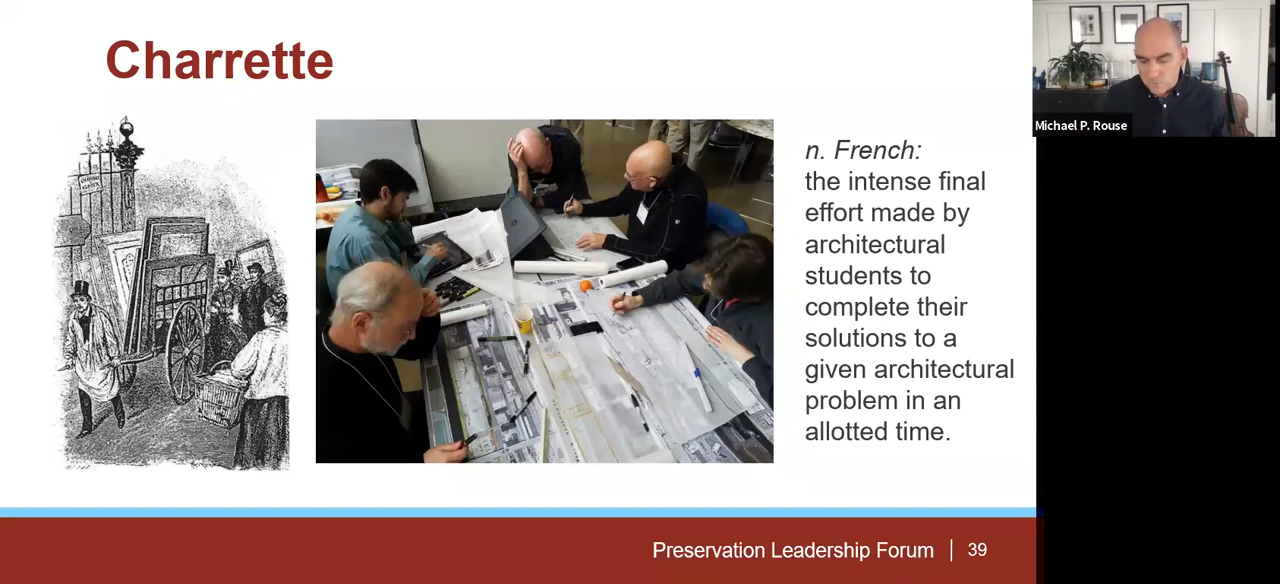 Charrette
n. French:
the intense final
effort made by
architectural
students to
complete their
solutions to a
given architectural
problem in an
allotted time.
Michael P. Rouse
Preservation Leadership Forum | 39